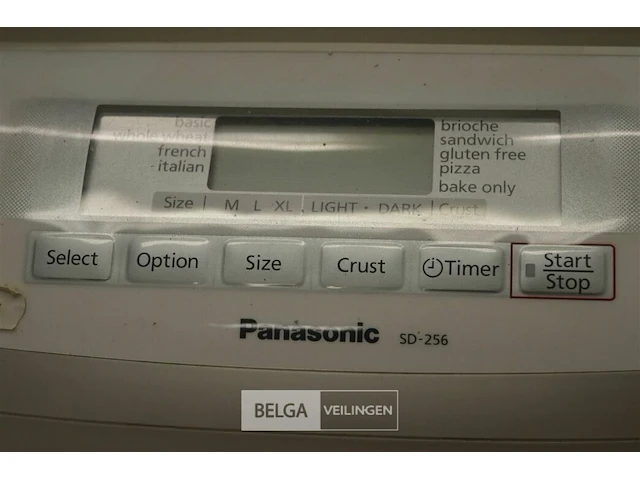 basic
whole wheat
french
italian
brioche
sandwich
gluten free
pizza
bake only
Size | M L XL | LIGHT · DARK | Crust
Select Option Size Crust Timer Start Stop
Panasonic SD-256
BELGA VEILINGEN